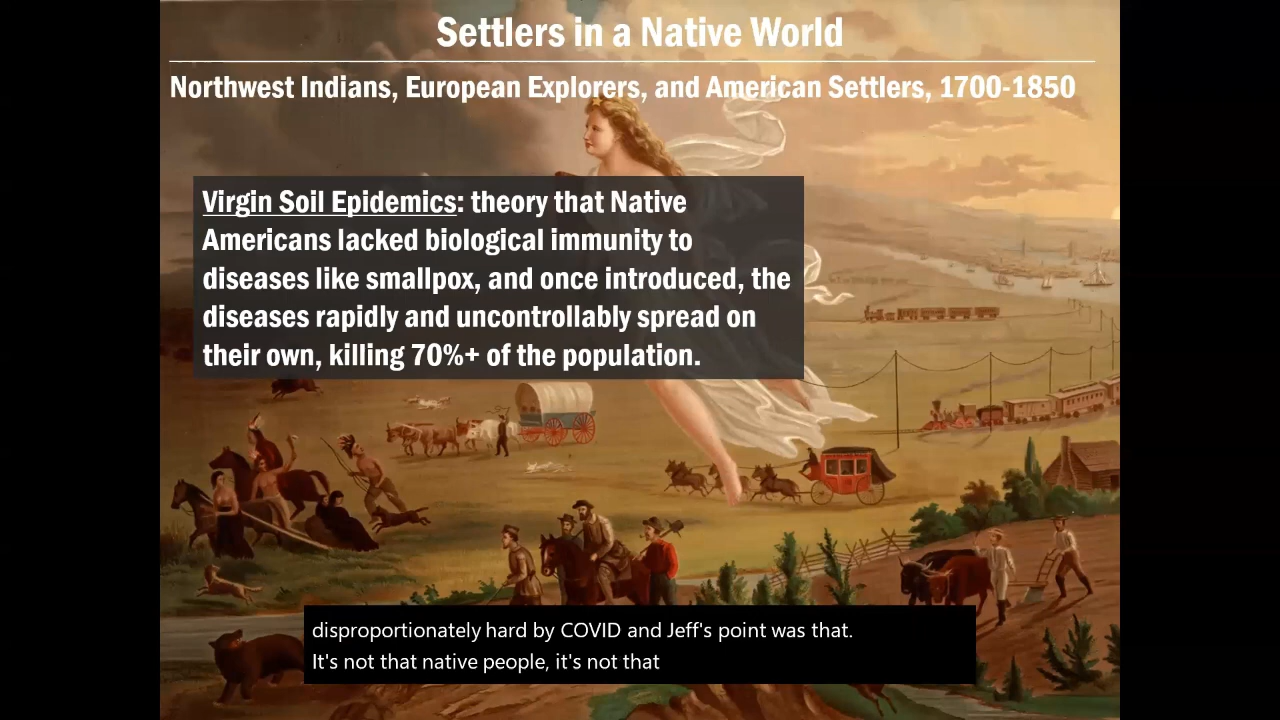 Settlers in a Native World
Northwest Indians, European Explorers, and American Settlers, 1700-1850
Virgin Soil Epidemics: theory that Native
Americans lacked biological immunity to
diseases like smallpox, and once introduced, the
diseases rapidly and uncontrollably spread on
their own, killing 70%+ of the population.
disproportionately hard by COVID and Jeff's point was that.
It's not that native people, it's not that